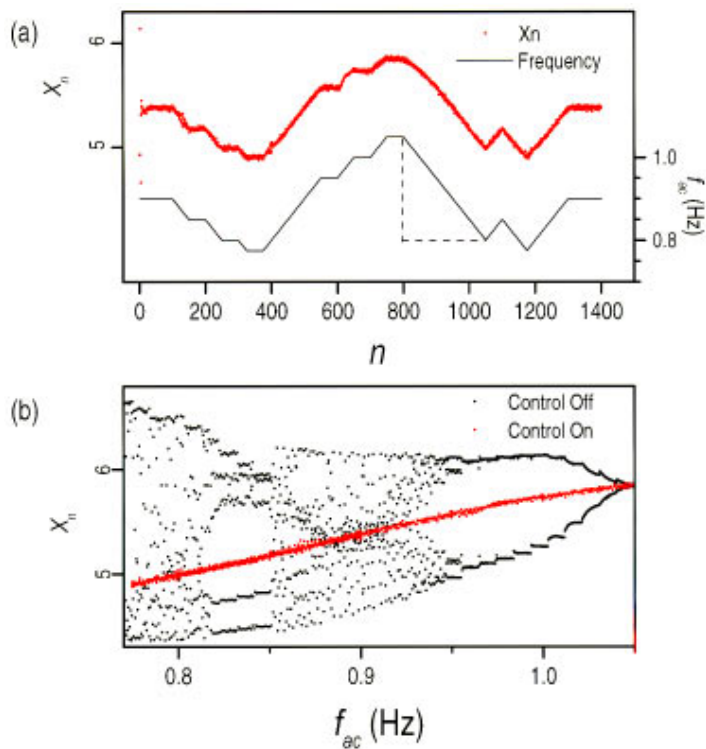 (a)
6
5
X_n
Xn
Frequency
1.0
0.8
f_ac (Hz)
0 200 400 600 800 1000 1200 1400
n
(b)
Control Off
Control On
6
5
X_n
0.8 0.9 1.0
f_ac (Hz)